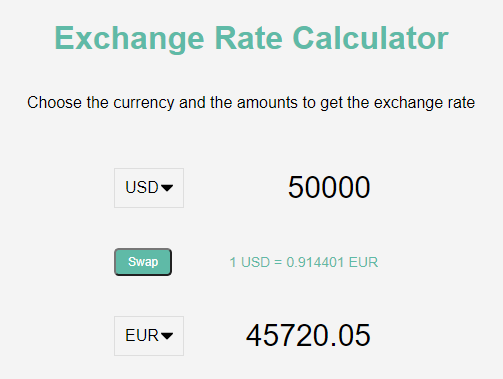 Exchange Rate Calculator
Choose the currency and the amounts to get the exchange rate
USD 50000
Swap 1 USD = 0.914401 EUR
EUR 45720.05